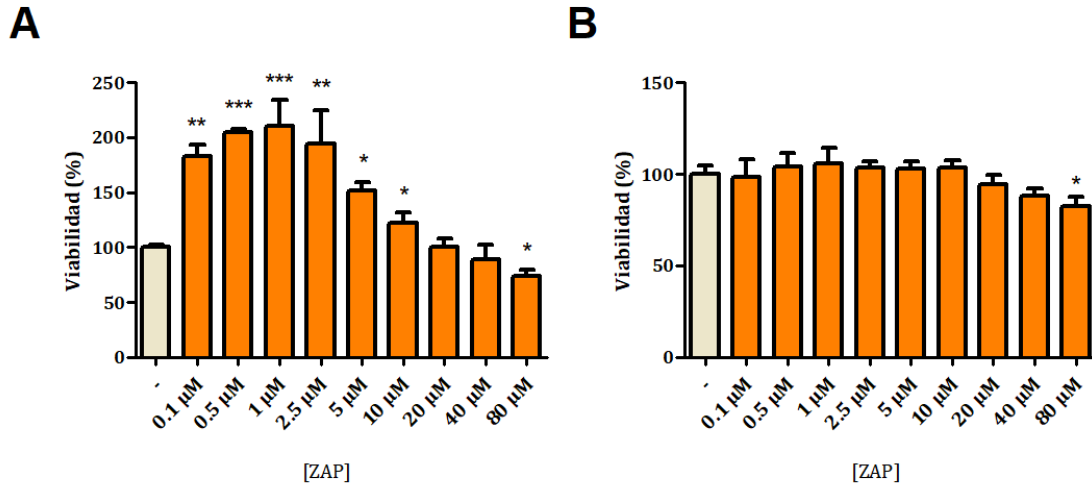 A
B
Viabilidad (%)
250
200
150
100
50
0
**
***
***
**
*
*
*
-
0.1 µM
0.5 µM
1 µM
2.5 µM
5 µM
10 µM
20 µM
40 µM
80 µM
[ZAP]
Viabilidad (%)
150
100
50
0
*
-
0.1 µM
0.5 µM
1 µM
2.5 µM
5 µM
10 µM
20 µM
40 µM
80 µM
[ZAP]